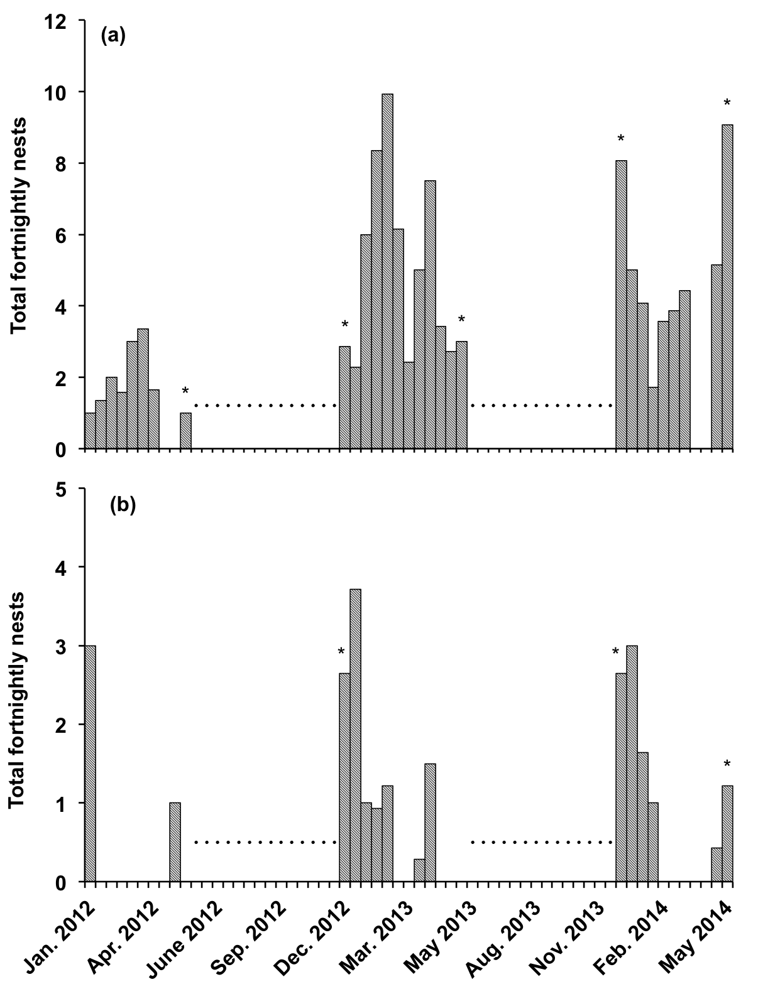 (a)
Total fortnightly nests
12
10
8
6
4
2
0
*
*
*
*
*
(b)
Total fortnightly nests
5
4
3
2
1
0
*
*
*
Jan. 2012
Apr. 2012
June 2012
Sep. 2012
Dec. 2012
Mar. 2013
May 2013
Aug. 2013
Nov. 2013
Feb. 2014
May 2014